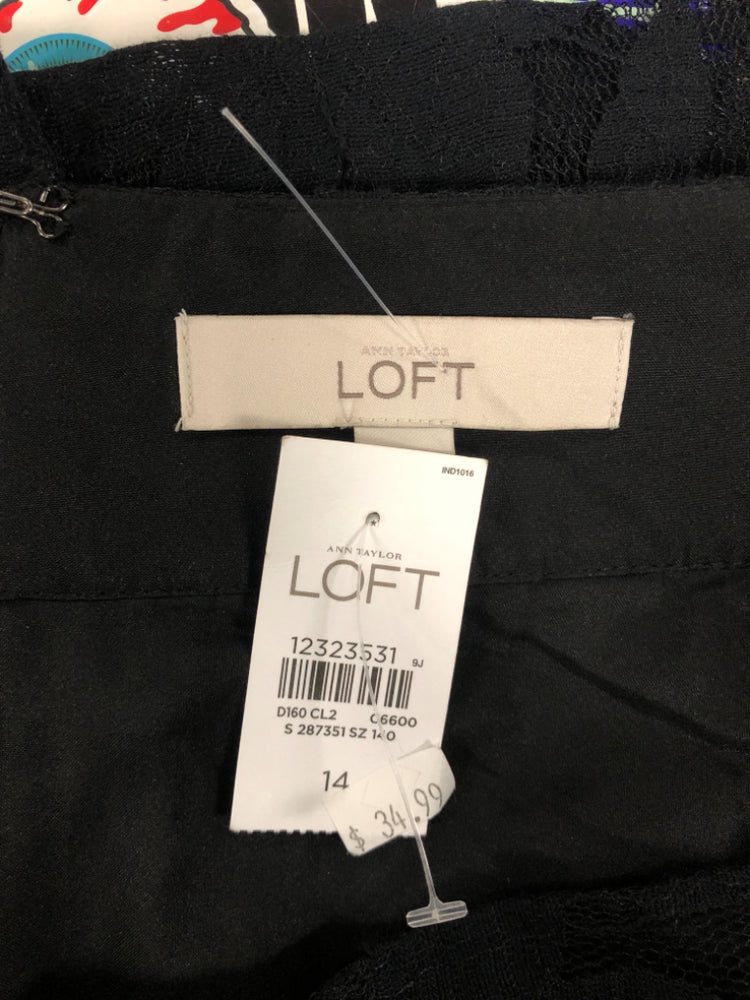 ANN TAYLOR
LOFT
IND1016
ANN TAYLOR
LOFT
12323531 9J
D160 CL2 06600
S 287351 SZ 140
14
$ 34.99